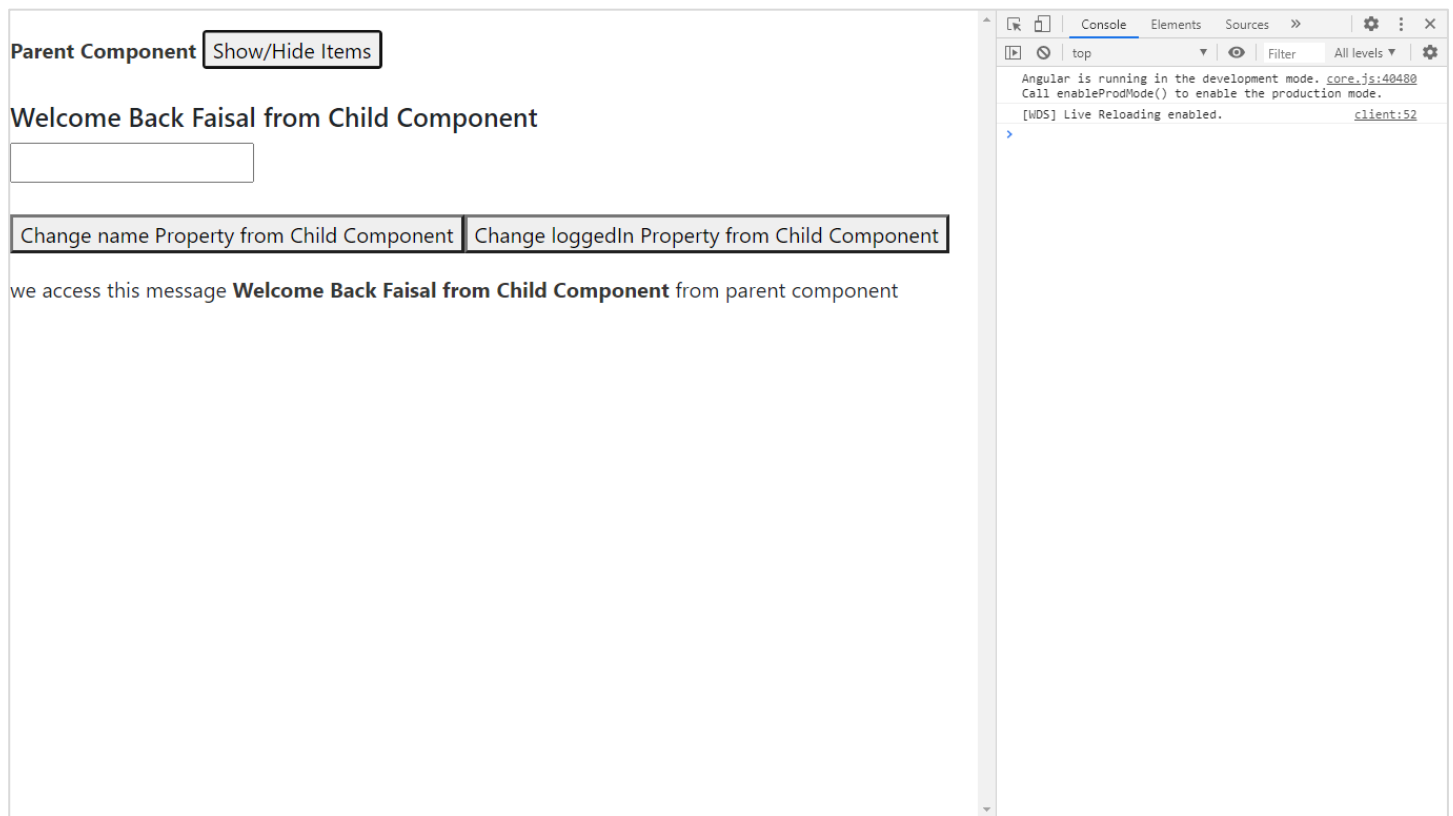 Parent Component Show/Hide Items
Welcome Back Faisal from Child Component
Change name Property from Child Component Change loggedIn Property from Child Component
we access this message Welcome Back Faisal from Child Component from parent component
Console Elements Sources »
top Filter All levels
Angular is running in the development mode. core.js:40480
Call enableProdMode() to enable the production mode.
[WDS] Live Reloading enabled. client:52
>